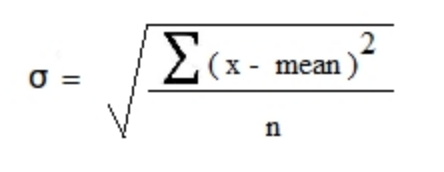 σ = √ ∑ ( x - mean )²
n